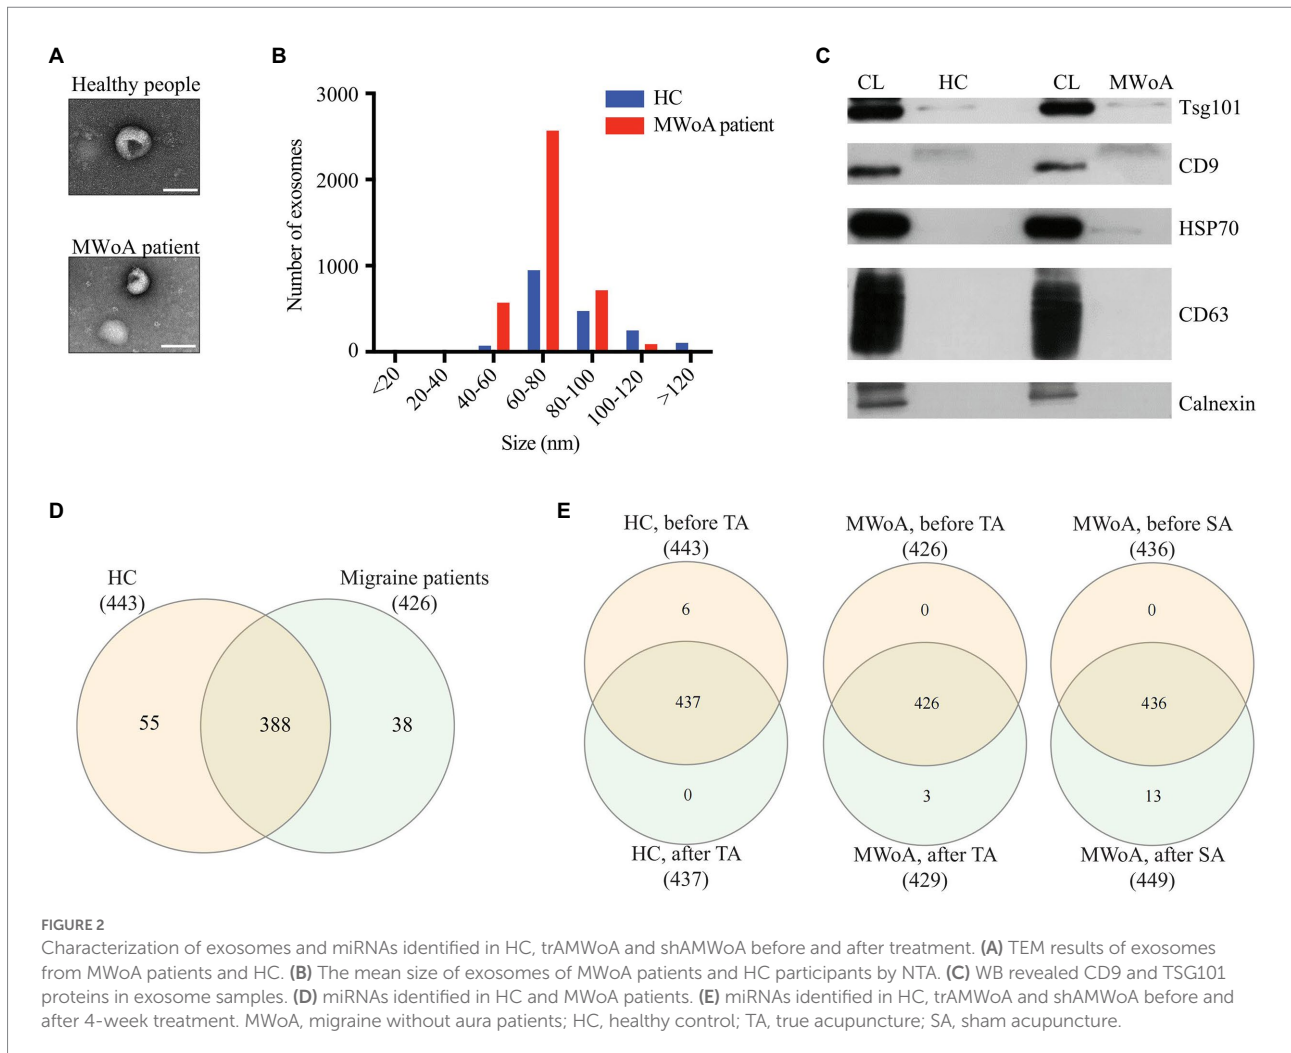 A
Healthy people
MWoA patient
B
3000
2000
1000
0
Number of exosomes
HC
MWoA patient
<20
20-40
40-60
60-80
80-100
100-120
>120
Size (nm)
C
CL HC CL MWoA
Tsg101
CD9
HSP70
CD63
Calnexin
D
HC
(443)
Migraine patients
(426)
55 388 38
E
HC, before TA
(443)
6
437
0
HC, after TA
(437)
MWoA, before TA
(426)
0
426
3
MWoA, after TA
(429)
MWoA, before SA
(436)
0
436
13
MWoA, after SA
(449)
FIGURE 2
Characterization of exosomes and miRNAs identified in HC, trAMWoA and shAMWoA before and after treatment. (A) TEM results of exosomes
from MWoA patients and HC. (B) The mean size of exosomes of MWoA patients and HC participants by NTA. (C) WB revealed CD9 and TSG101
proteins in exosome samples. (D) miRNAs identified in HC and MWoA patients. (E) miRNAs identified in HC, trAMWoA and shAMWoA before and
after 4-week treatment. MWoA, migraine without aura patients; HC, healthy control; TA, true acupuncture; SA, sham acupuncture.